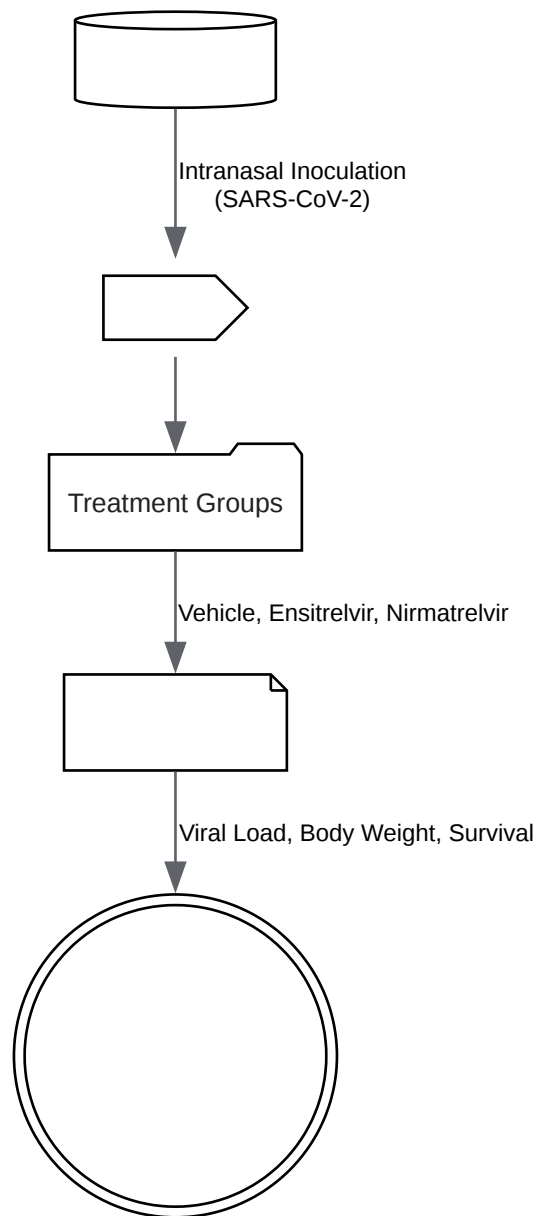 Intranasal Inoculation
(SARS-CoV-2)
Treatment Groups
Vehicle, Ensitrelvir, Nirmatrelvir
Viral Load, Body Weight, Survival